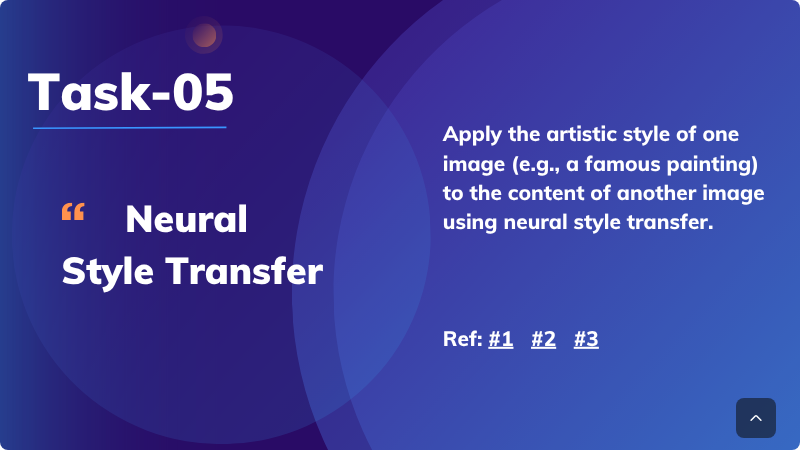 Task-05
“ Neural
Style Transfer
Apply the artistic style of one
image (e.g., a famous painting)
to the content of another image
using neural style transfer.
Ref: #1 #2 #3